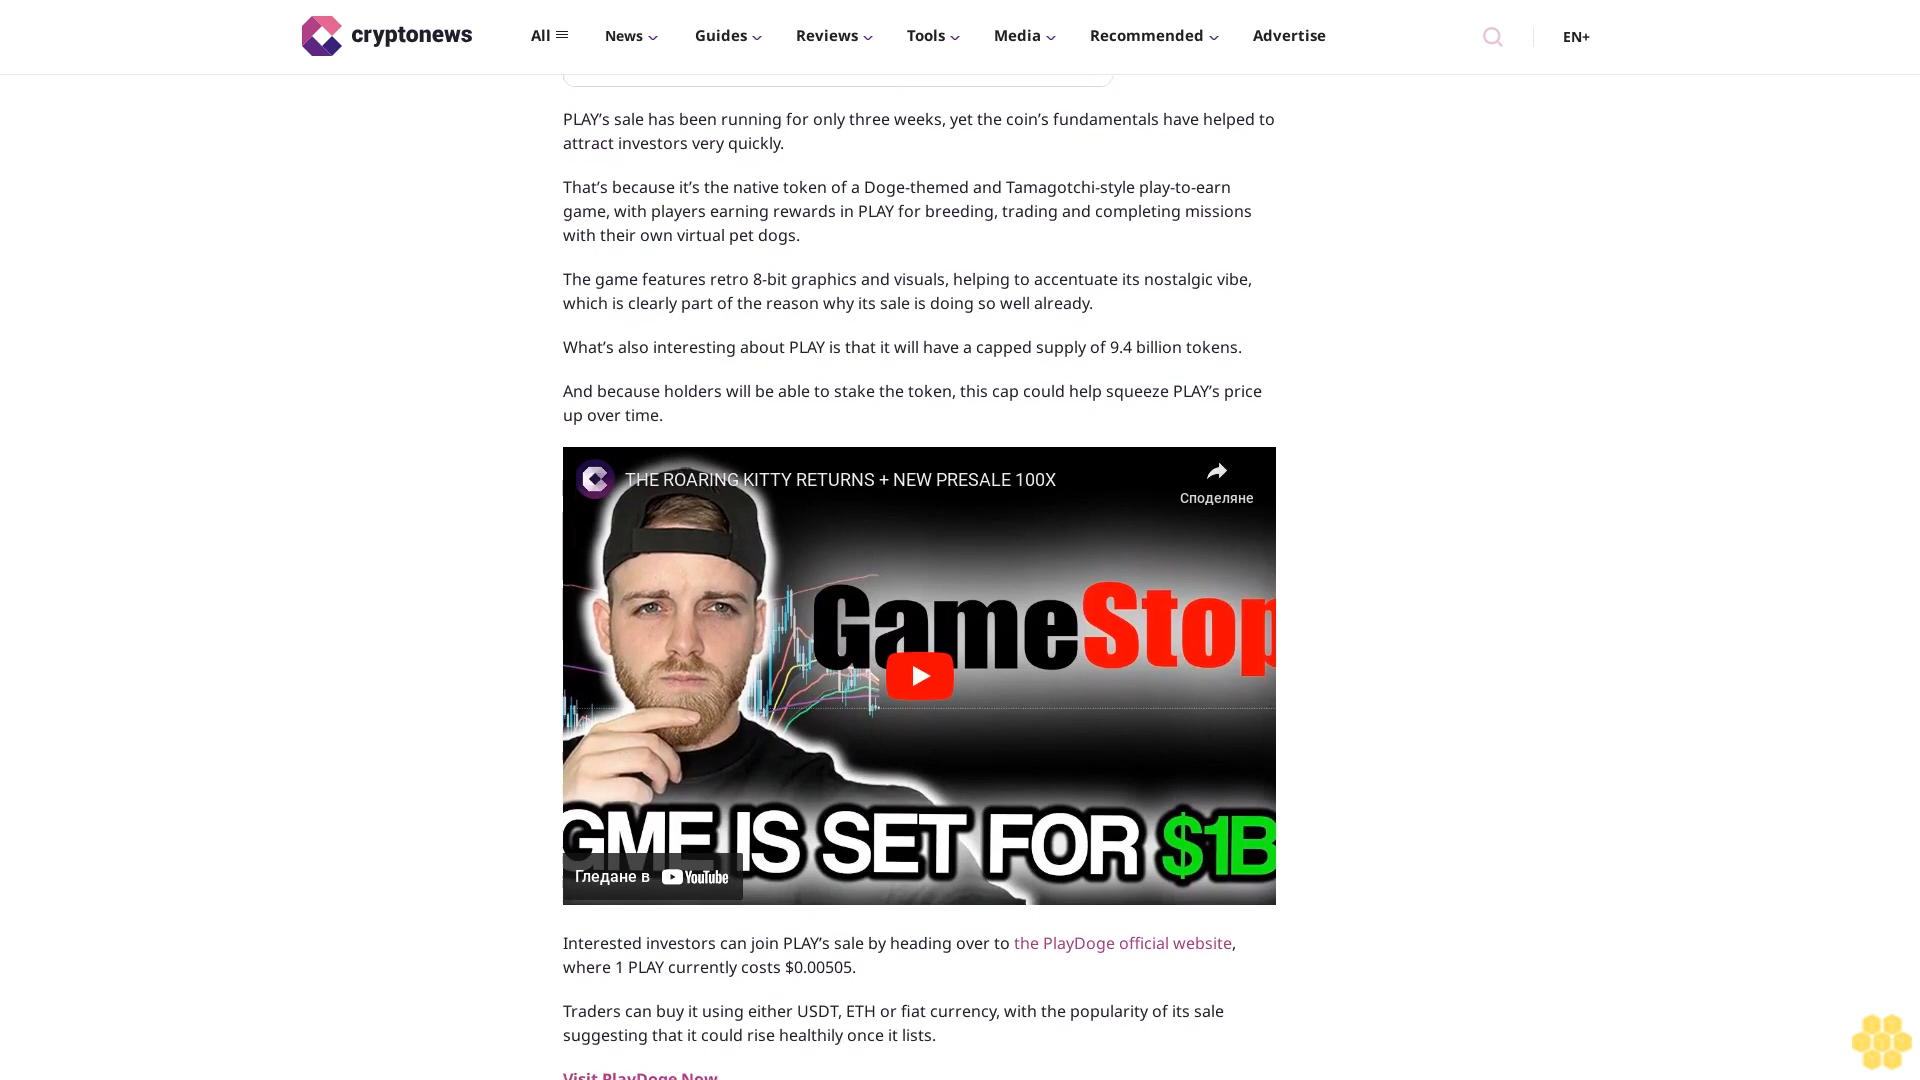 cryptonews
All
News
Guides
Reviews
Tools
Media
Recommended
Advertise
EN+
PLAY’s sale has been running for only three weeks, yet the coin’s fundamentals have helped to
attract investors very quickly.
That’s because it’s the native token of a Doge-themed and Tamagotchi-style play-to-earn
game, with players earning rewards in PLAY for breeding, trading and completing missions
with their own virtual pet dogs.
The game features retro 8-bit graphics and visuals, helping to accentuate its nostalgic vibe,
which is clearly part of the reason why its sale is doing so well already.
What’s also interesting about PLAY is that it will have a capped supply of 9.4 billion tokens.
And because holders will be able to stake the token, this cap could help squeeze PLAY’s price
up over time.
THE ROARING KITTY RETURNS + NEW PRESALE 100X
Споделяне
GameStop
GME IS SET FOR $1B
Гледане в YouTube
Interested investors can join PLAY’s sale by heading over to the PlayDoge official website,
where 1 PLAY currently costs $0.00505.
Traders can buy it using either USDT, ETH or fiat currency, with the popularity of its sale
suggesting that it could rise healthily once it lists.
Visit PlayDoge Now